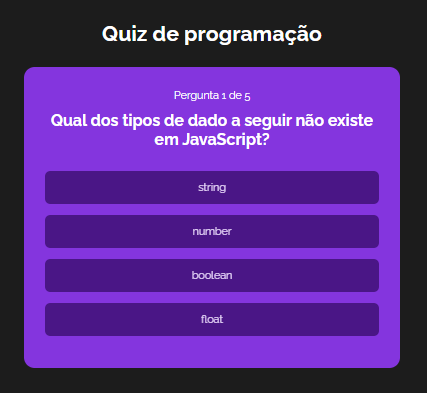 Quiz de programação
Pergunta 1 de 5
Qual dos tipos de dado a seguir não existe
em JavaScript?
string
number
boolean
float